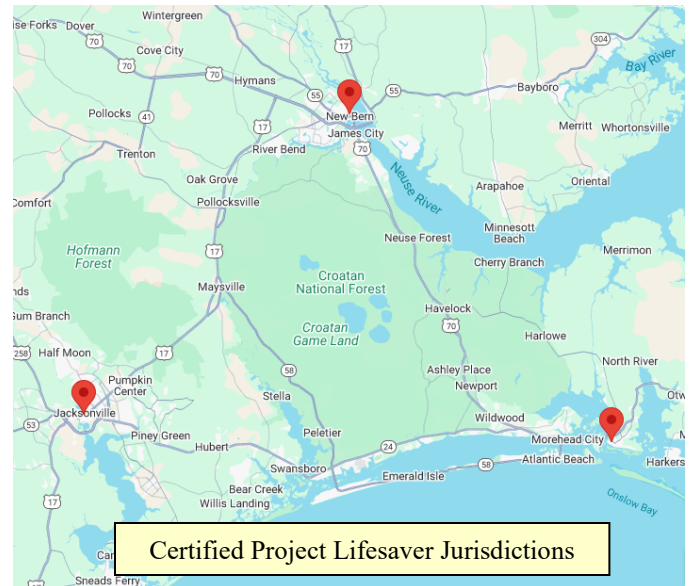 Wintergreen
ise Forks
Dover
17
304
70
Cove City
Bay River
70
70
Hymans
55
55
Bayboro
Pollocks
41
New Bern
James City
Merritt
Whortonsville
17
Trenton
River Bend
70
Oak Grove
Neuse River
Arapahoe
Oriental
Comfort
Pollocksville
Minnesott
Beach
Neuse Forest
Hofmann
Forest
17
Merrimon
Cherry Branch
Croatan
National Forest
Maysville
nds
Havelock
Gum Branch
Croatan
Game Land
70
Harlowe
258
Half Moon
17
North River
58
Ashley Place
Pumpkin
Center
Newport
Stella
Otw
Jacksonville
Wildwood
53
Piney Green
Peletier
Morehead City
Hubert
24
Atlantic Beach
Harkers
Swansboro
58
Emerald Isle
Bear Creek
Willis Landing
17
Onslow Bay
Certified Project Lifesaver Jurisdictions
Car
Sneads Ferry